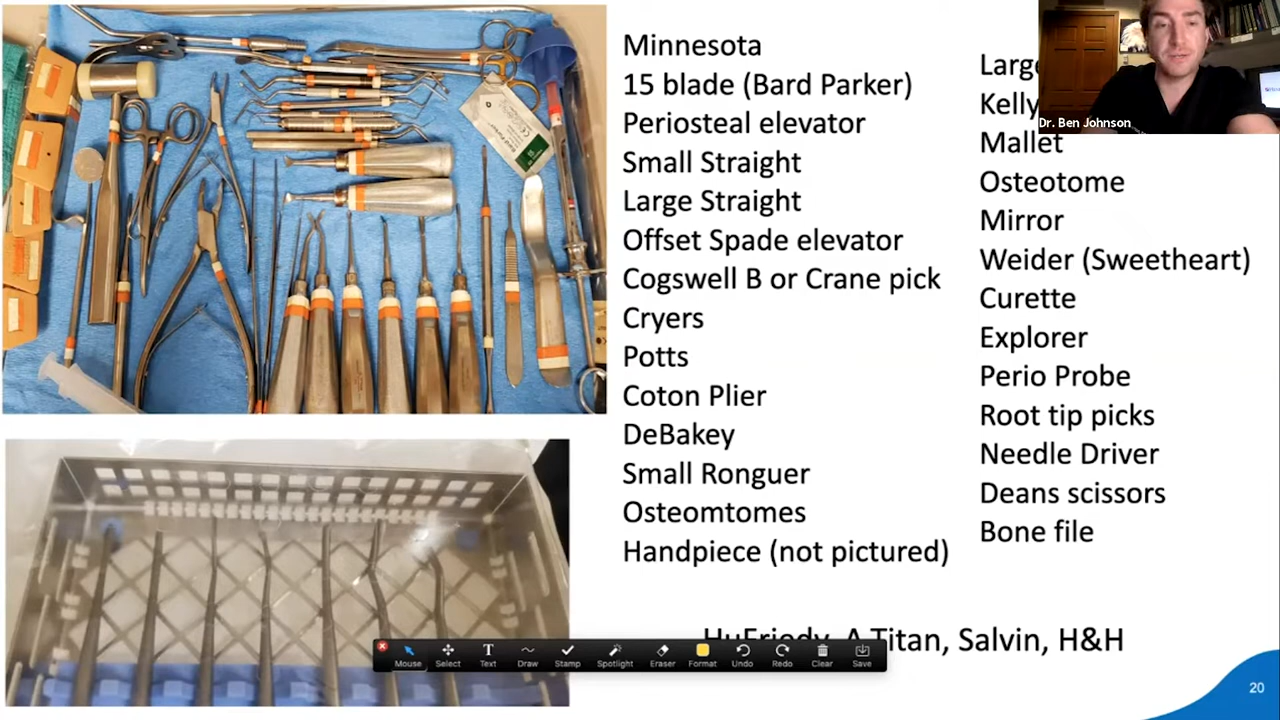 Minnesota
15 blade (Bard Parker)
Periosteal elevator
Small Straight
Large Straight
Offset Spade elevator
Cogswell B or Crane pick
Cryers
Potts
Coton Plier
DeBakey
Small Ronguer
Osteomtomes
Handpiece (not pictured)
Large
Kelly
Mallet
Osteotome
Mirror
Weider (Sweetheart)
Curette
Explorer
Perio Probe
Root tip picks
Needle Driver
Deans scissors
Bone file
Dr. Ben Johnson
HuFriedy, A Titan, Salvin, H&H
Mouse Select Text Draw Stamp Spotlight Eraser Format Undo Redo Clear Save
20